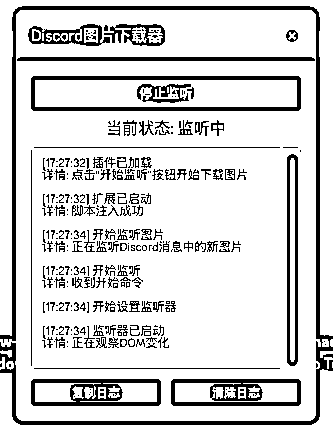 Discord图片下载器
停止监听
当前状态: 监听中
[17:27:32] 插件已加载
详情: 点击"开始监听"按钮开始下载图片
[17:27:32] 扩展已启动
详情: 脚本注入成功
[17:27:34] 开始监听图片
详情: 正在监听Discord消息中的新图片
[17:27:34] 开始监听
详情: 收到开始命令
[17:27:34] 开始设置监听器
[17:27:34] 监听器已启动
详情: 正在观察DOM变化
复制日志
清除日志